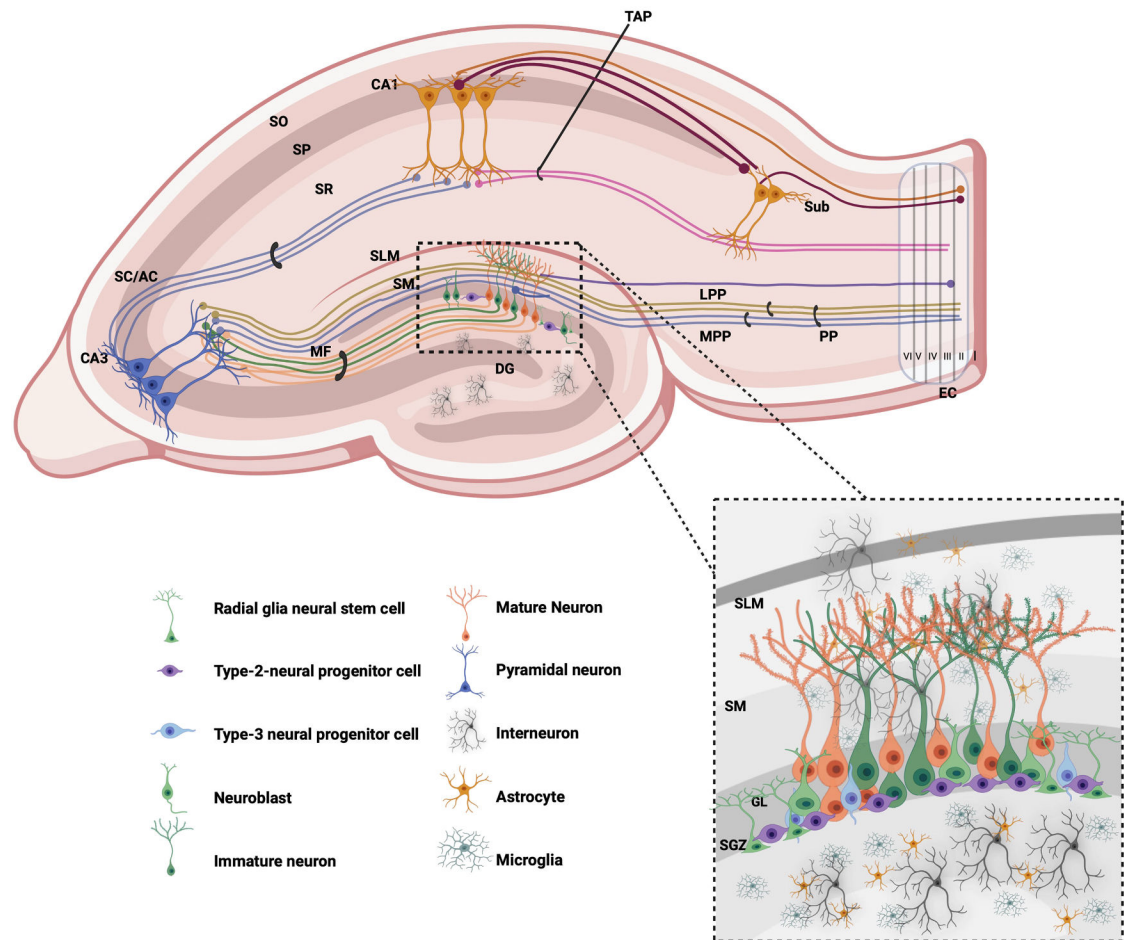 TAP
CA1
SO
SP
SR
Sub
SLM
SC/AC
SM
LPP
MF
MPP
PP
CA3
DG
VI V IV III II I
EC
Radial glia neural stem cell
Mature Neuron
Type-2-neural progenitor cell
Pyramidal neuron
Type-3 neural progenitor cell
Interneuron
Neuroblast
Astrocyte
Immature neuron
Microglia
SLM
SM
GL
SGZ